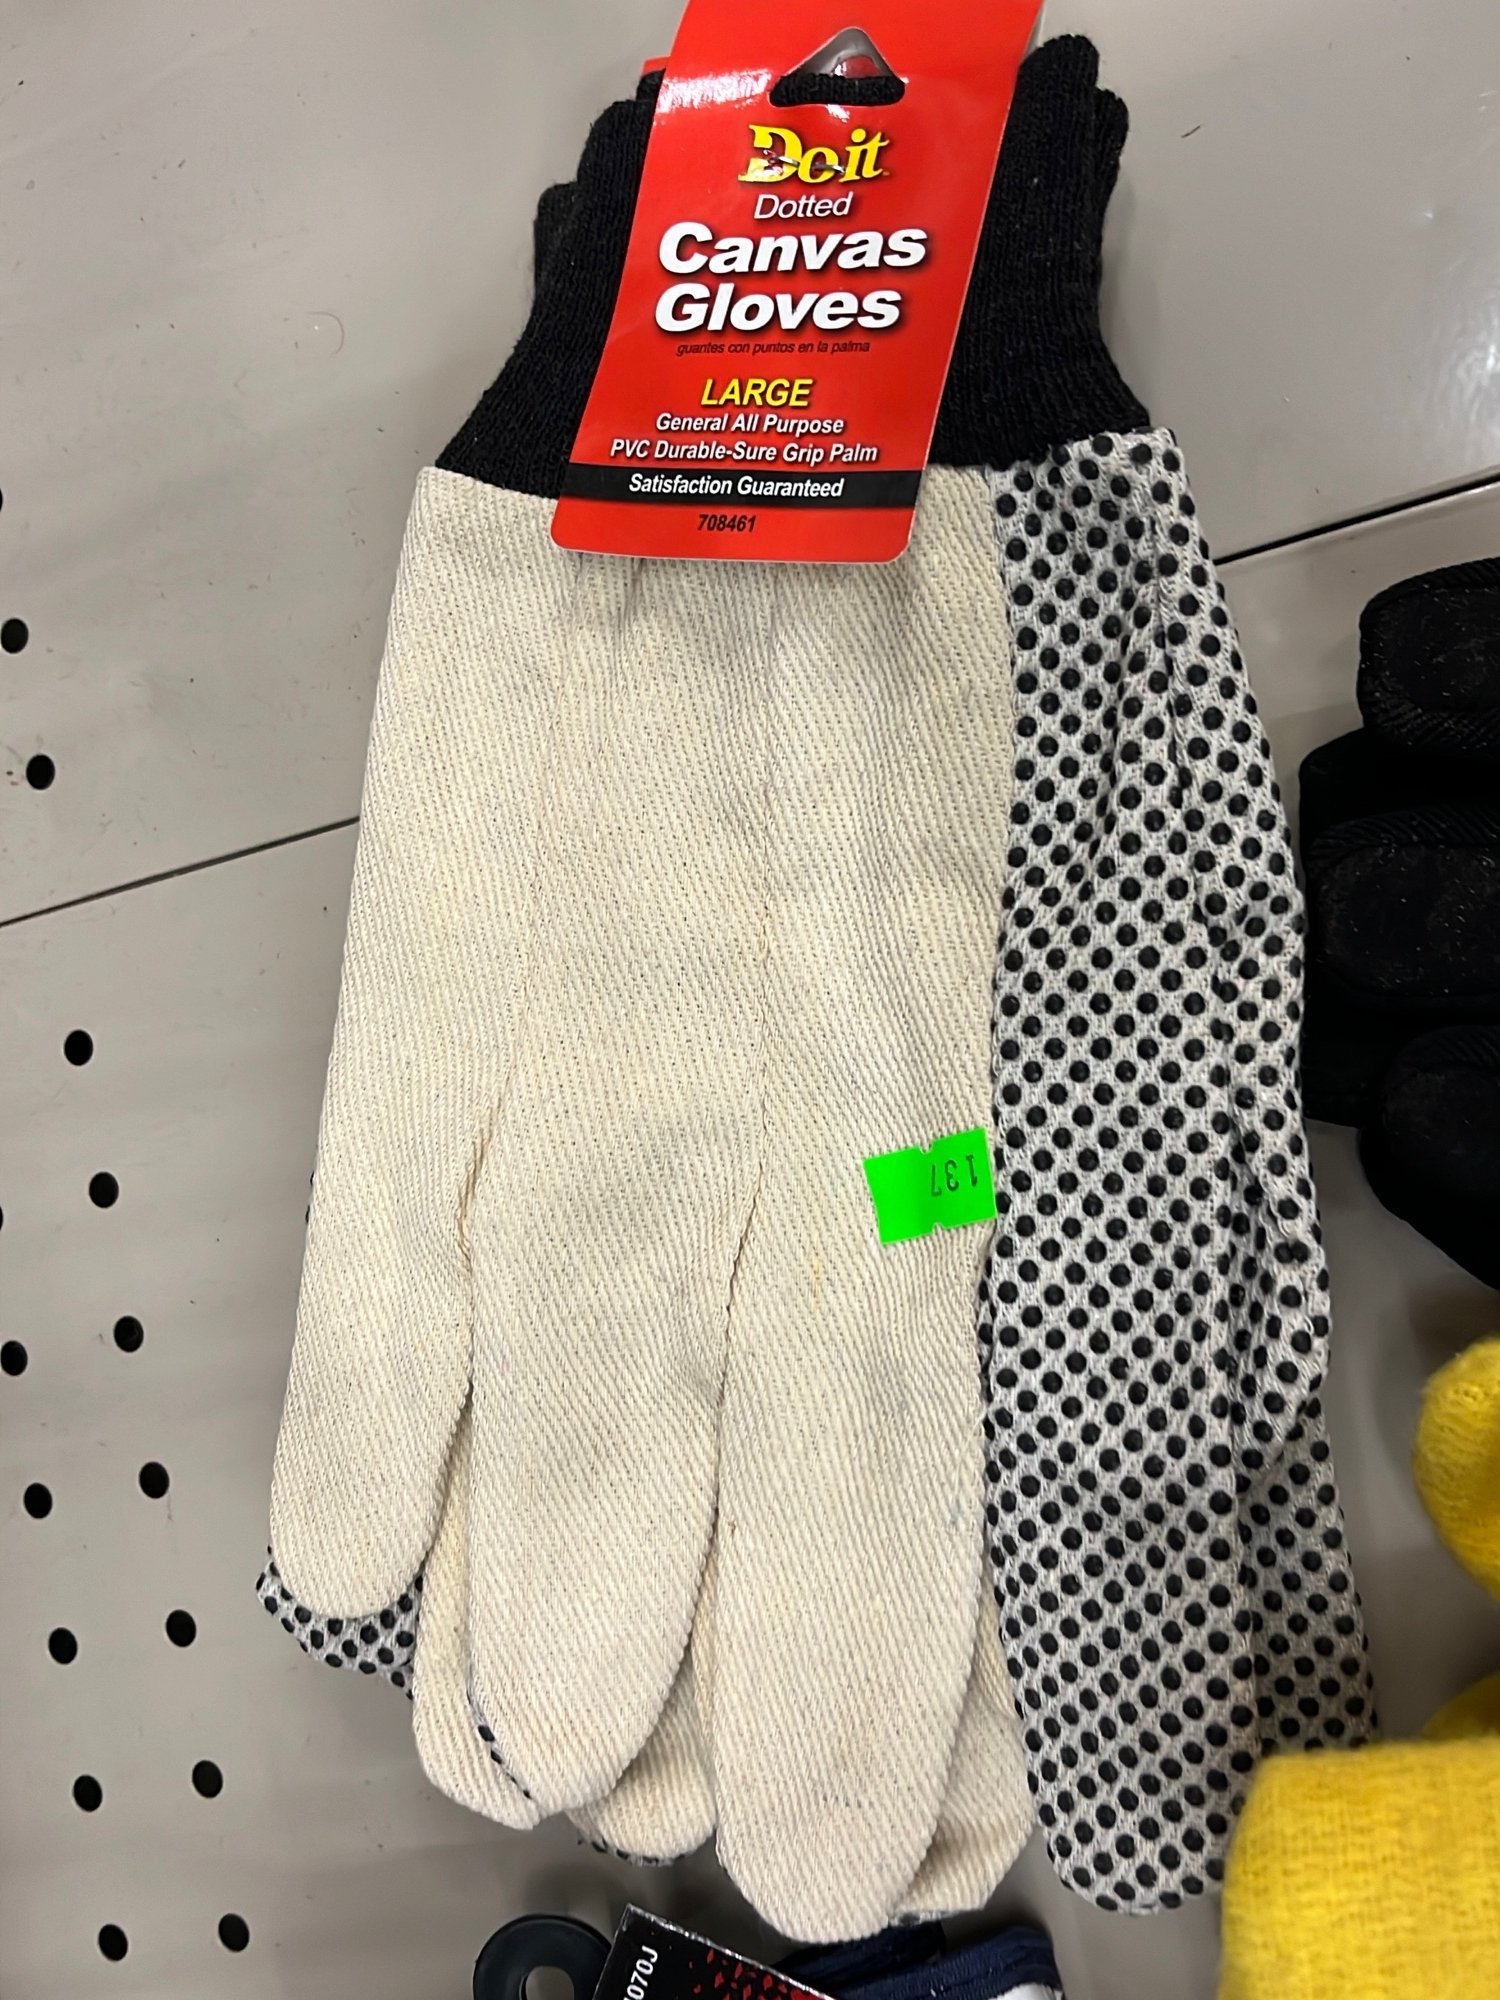 Do it
Dotted
Canvas
Gloves
guantes con puntos en la palma
LARGE
General All Purpose
PVC Durable-Sure Grip Palm
Satisfaction Guaranteed
708461
137
070J